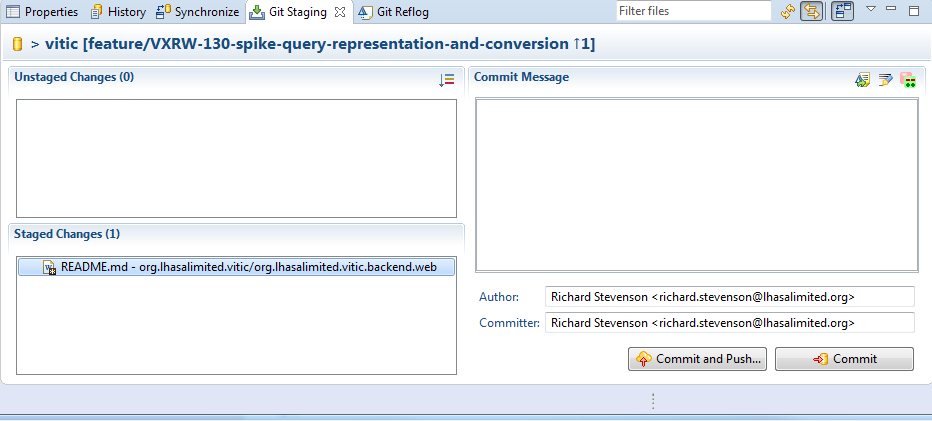 Properties History Synchronize Git Staging Git Reflog Filter files
> vitic [feature/VXRW-130-spike-query-representation-and-conversion ↑1]
Unstaged Changes (0)
Commit Message
Staged Changes (1)
README.md - org.lhasalimited.vitic/org.lhasalimited.vitic.backend.web
Author: Richard Stevenson <richard.stevenson@lhasalimited.org>
Committer: Richard Stevenson <richard.stevenson@lhasalimited.org>
Commit and Push... Commit